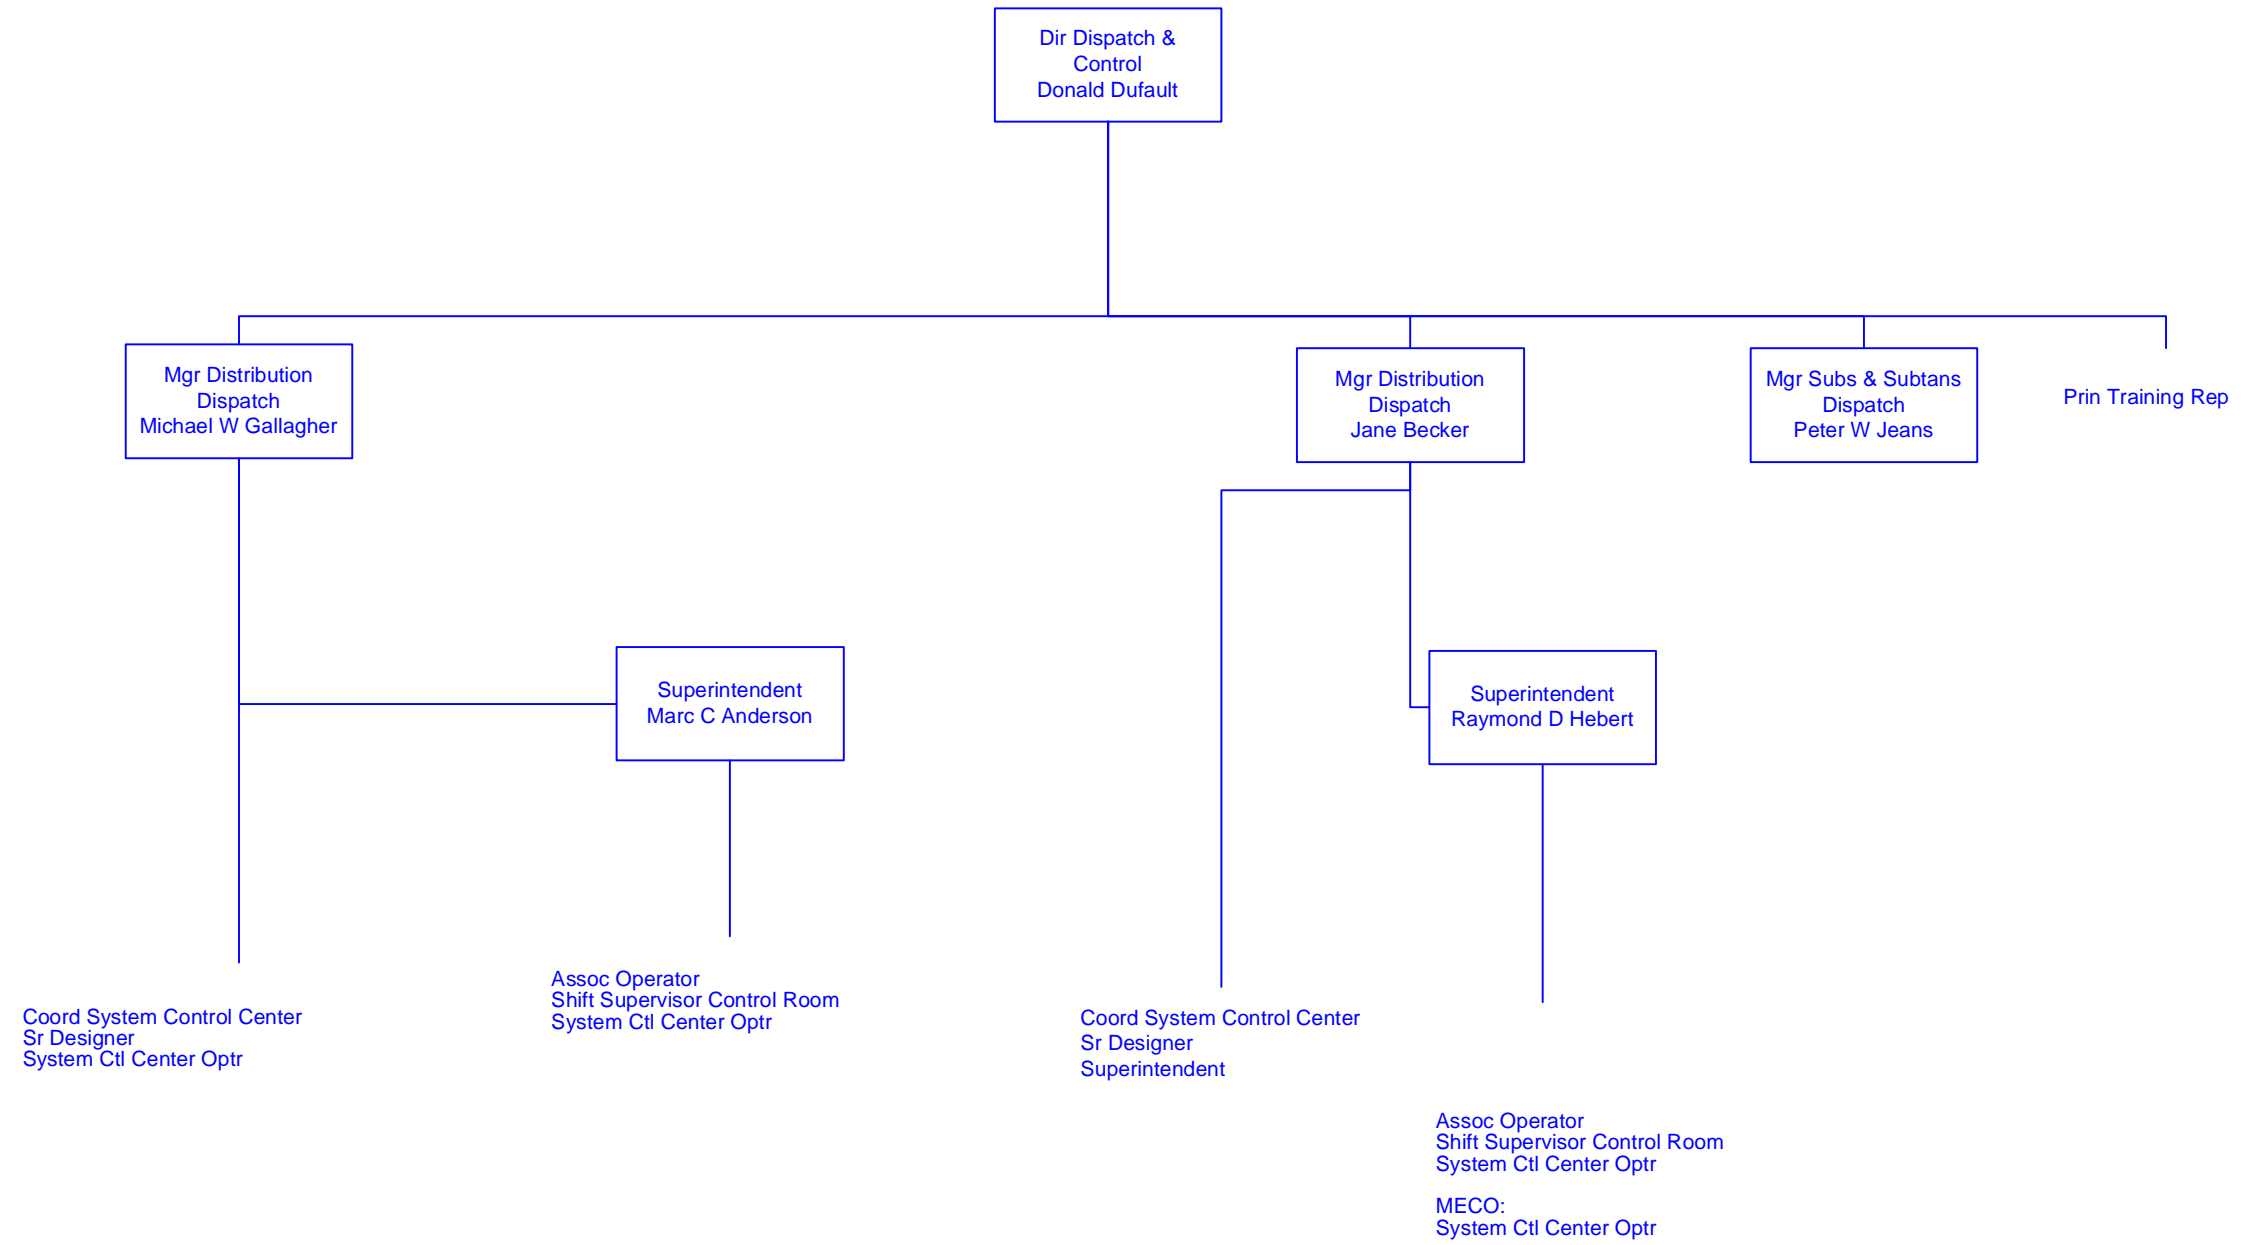 Dir Dispatch &
Control
Donald Dufault
Mgr Distribution
Dispatch
Michael W Gallagher
Mgr Distribution
Dispatch
Jane Becker
Mgr Subs & Subtans
Dispatch
Peter W Jeans
Prin Training Rep
Superintendent
Marc C Anderson
Superintendent
Raymond D Hebert
Coord System Control Center
Sr Designer
System Ctl Center Optr
Assoc Operator
Shift Supervisor Control Room
System Ctl Center Optr
Coord System Control Center
Sr Designer
Superintendent
Assoc Operator
Shift Supervisor Control Room
System Ctl Center Optr
MECO:
System Ctl Center Optr